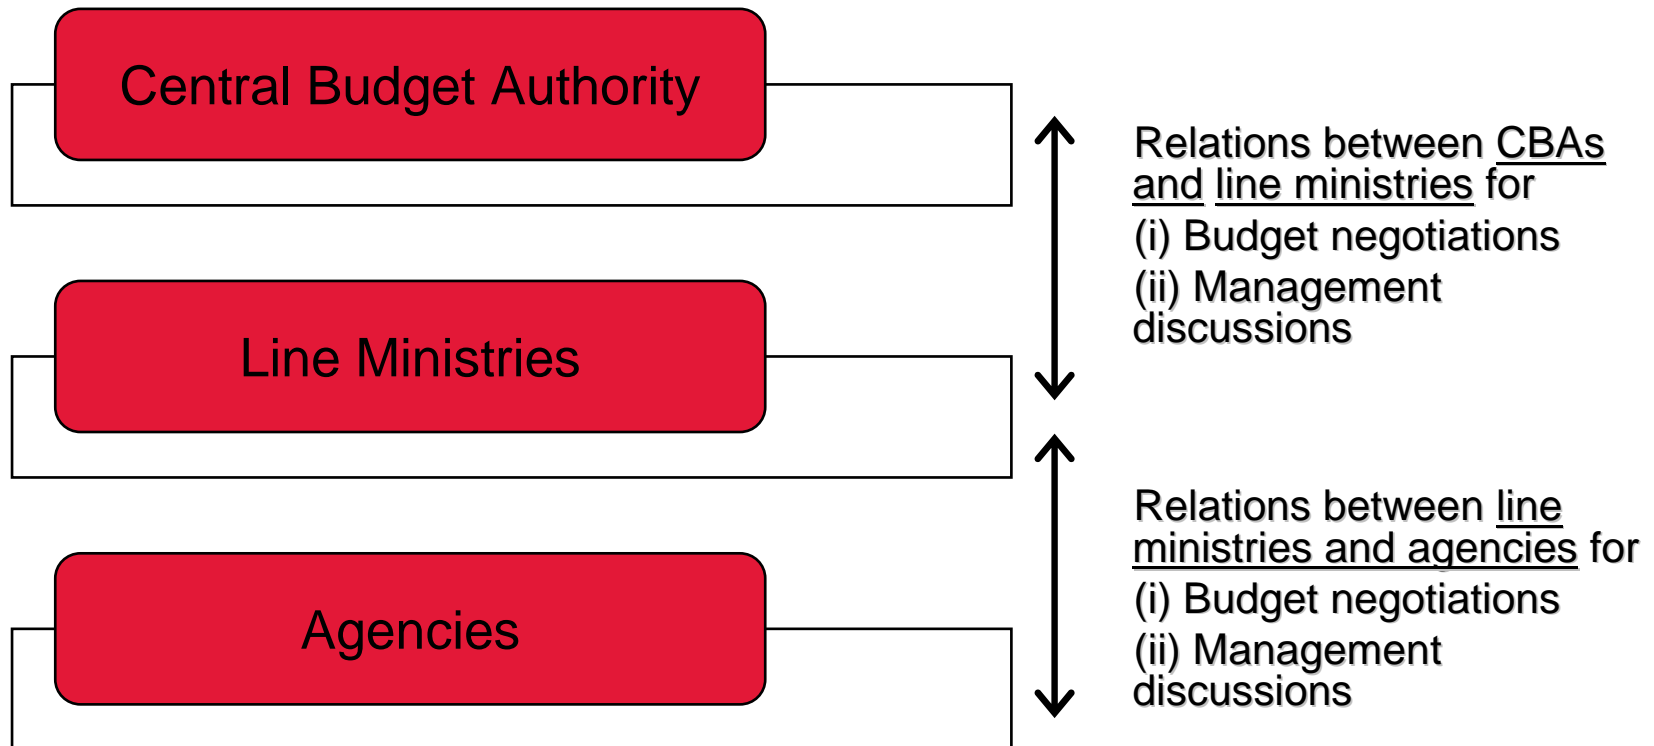 Central Budget Authority
Relations between CBAs
and line ministries for
(i) Budget negotiations
(ii) Management
discussions
Line Ministries
Relations between line
ministries and agencies for
(i) Budget negotiations
(ii) Management
discussions
Agencies